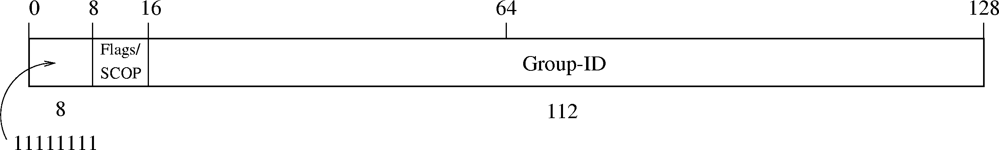 0 8 16 64 128
Flags/
SCOP
Group-ID
8 112
11111111